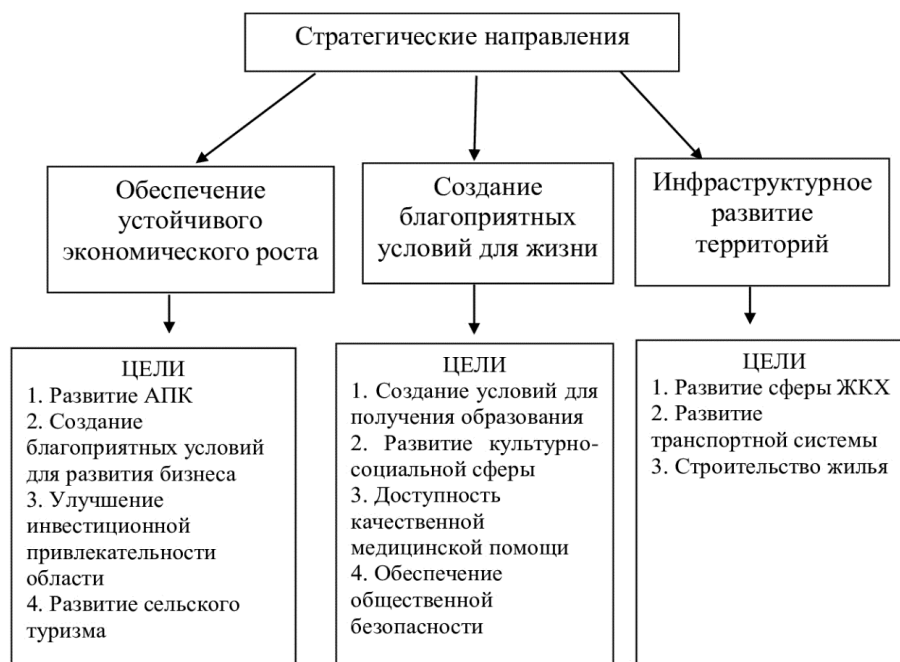 Стратегические направления
Обеспечение
устойчивого
экономического роста
Создание
благоприятных
условий для жизни
Инфраструктурное
развитие
территорий
ЦЕЛИ
1. Развитие АПК
2. Создание
благоприятных условий
для развития бизнеса
3. Улучшение
инвестиционной
привлекательности
области
4. Развитие сельского
туризма
ЦЕЛИ
1. Создание условий для
получения образования
2. Развитие культурно-
социальной сферы
3. Доступность
качественной
медицинской помощи
4. Обеспечение
общественной
безопасности
ЦЕЛИ
1. Развитие сферы ЖКХ
2. Развитие
транспортной системы
3. Строительство жилья